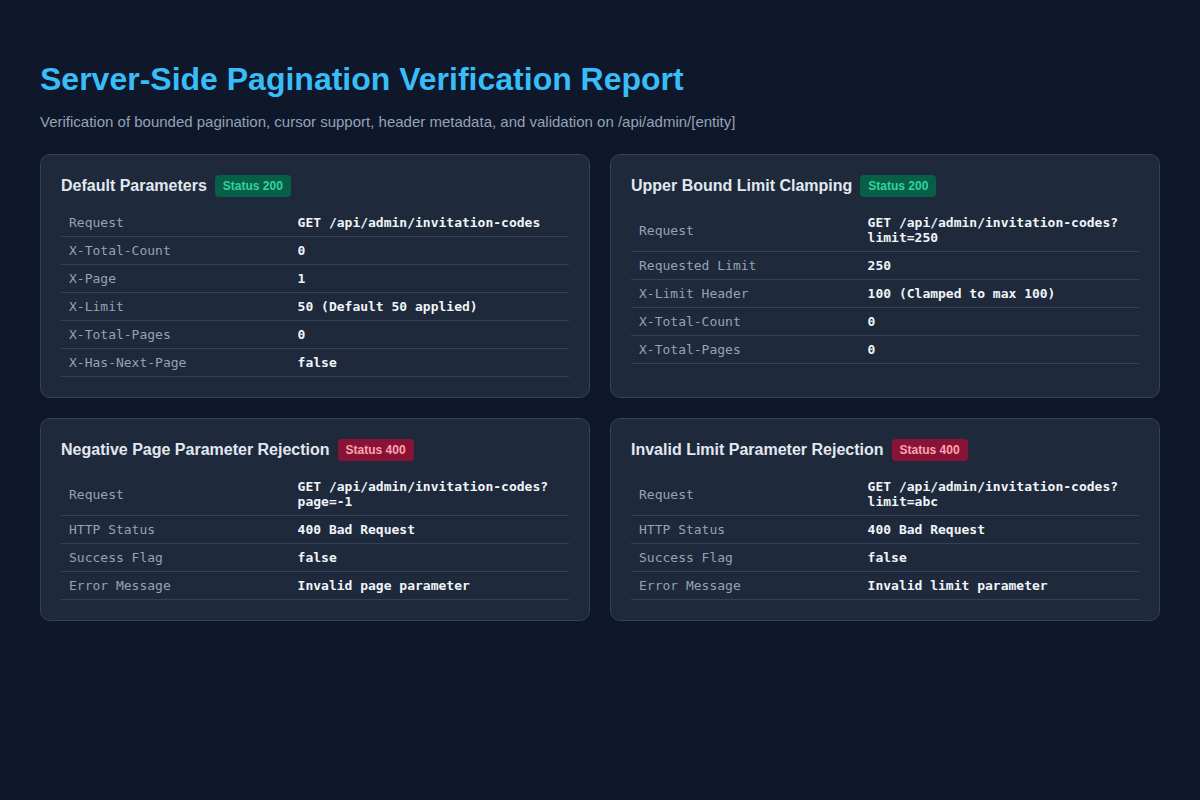 Server-Side Pagination Verification Report
Verification of bounded pagination, cursor support, header metadata, and validation on /api/admin/[entity]
Default Parameters Status 200
Request GET /api/admin/invitation-codes
X-Total-Count 0
X-Page 1
X-Limit 50 (Default 50 applied)
X-Total-Pages 0
X-Has-Next-Page false
Upper Bound Limit Clamping Status 200
Request GET /api/admin/invitation-codes?
limit=250
Requested Limit 250
X-Limit Header 100 (Clamped to max 100)
X-Total-Count 0
X-Total-Pages 0
Negative Page Parameter Rejection Status 400
Request GET /api/admin/invitation-codes?
page=-1
HTTP Status 400 Bad Request
Success Flag false
Error Message Invalid page parameter
Invalid Limit Parameter Rejection Status 400
Request GET /api/admin/invitation-codes?
limit=abc
HTTP Status 400 Bad Request
Success Flag false
Error Message Invalid limit parameter